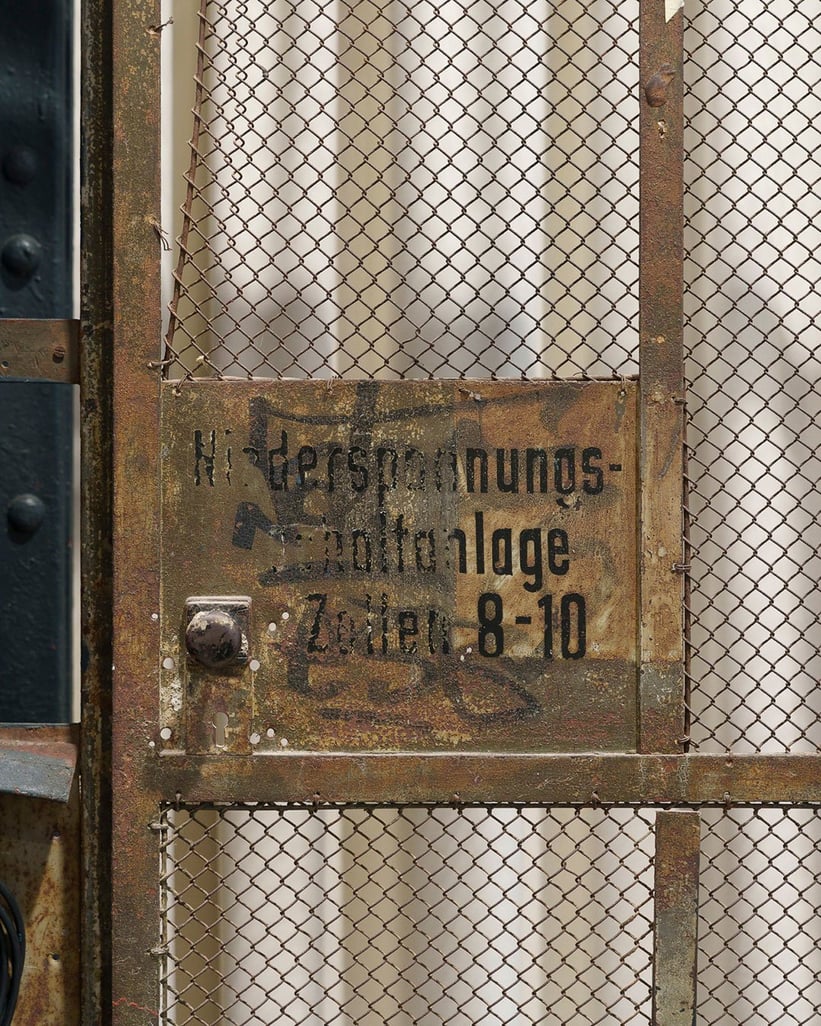 Niederspannungs-
schaltanlage
Zellen 8-10